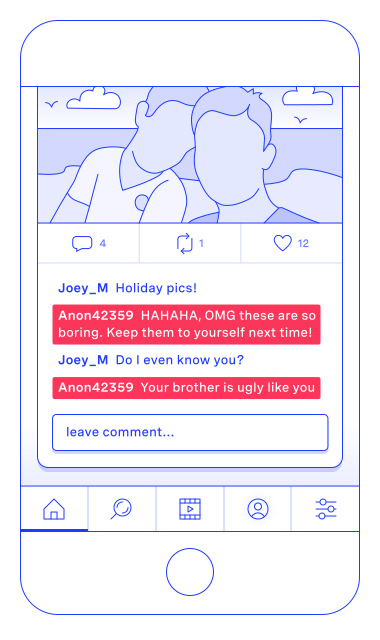 4
1
12
Joey_M Holiday pics!
Anon42359 HAHAHA, OMG these are so
boring. Keep them to yourself next time!
Joey_M Do I even know you?
Anon42359 Your brother is ugly like you
leave comment...